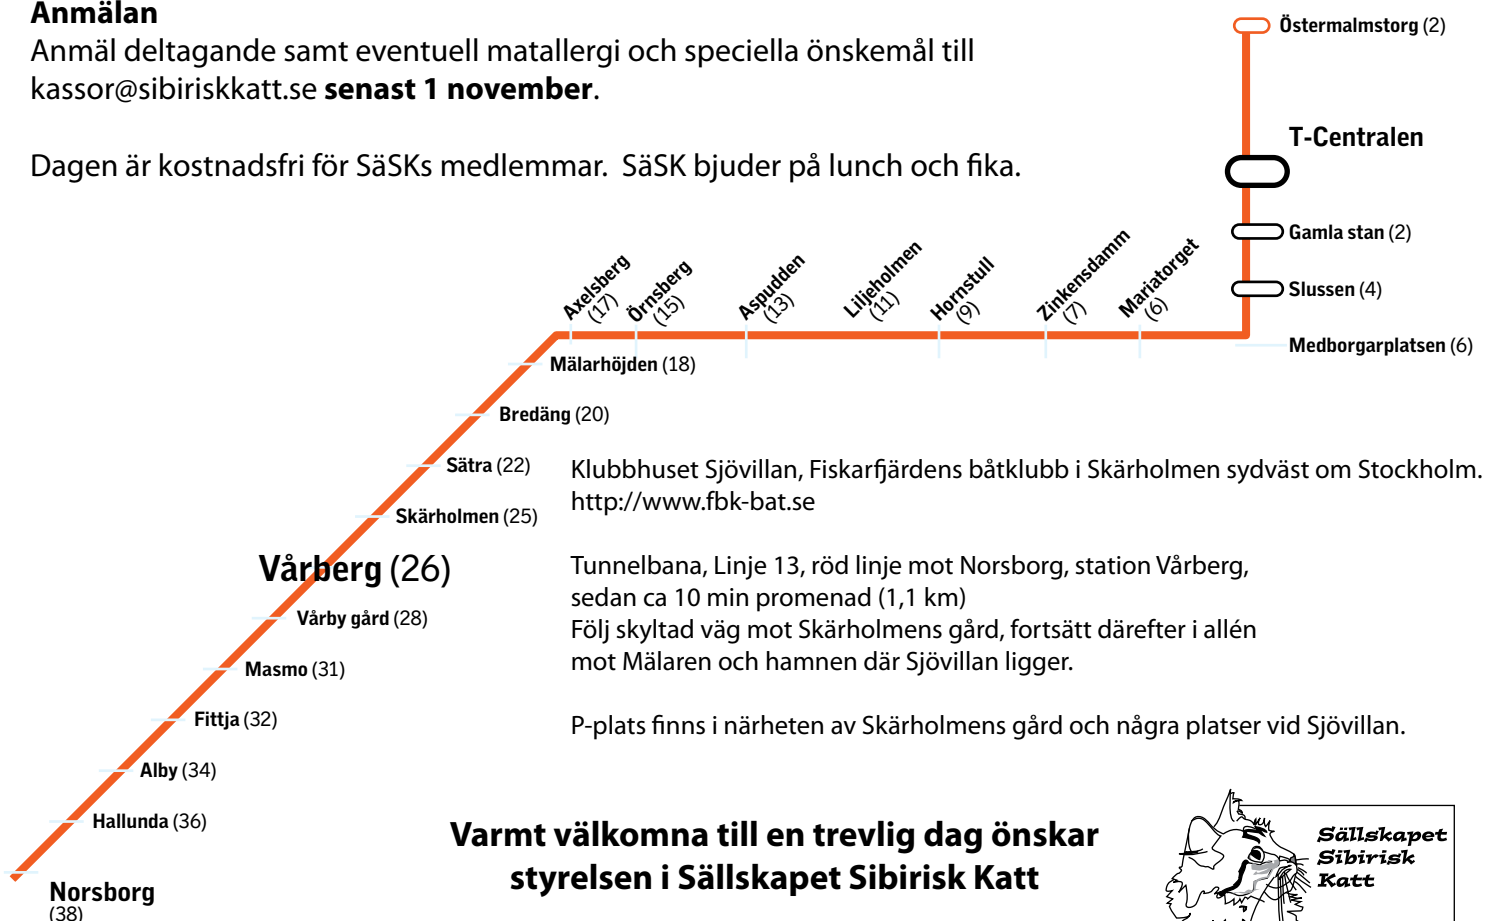 Anmälan
Anmäl deltagande samt eventuell matallergi och speciella önskemål till
kassor@sibiriskkatt.se senast 1 november.
Dagen är kostnadsfri för SäSKs medlemmar.  SäSK bjuder på lunch och fika.
Östermalmstorg (2)
T-Centralen
Gamla stan (2)
Slussen (4)
Medborgarplatsen (6)
Mariatorget
(6)
Zinkensdamm
(7)
Hornstull
(9)
Liljeholmen
(11)
Aspudden
(13)
Örnsberg
(15)
Axelsberg
(17)
Mälarhöjden (18)
Bredäng (20)
Sätra (22)
Skärholmen (25)
Vårberg (26)
Vårby gård (28)
Masmo (31)
Fittja (32)
Alby (34)
Hallunda (36)
Norsborg
(38)
Klubbhuset Sjövillan, Fiskarfjärdens båtklubb i Skärholmen sydväst om Stockholm.
http://www.fbk-bat.se
Tunnelbana, Linje 13, röd linje mot Norsborg, station Vårberg,
sedan ca 10 min promenad (1,1 km)
Följ skyltad väg mot Skärholmens gård, fortsätt därefter i allén
mot Mälaren och hamnen där Sjövillan ligger.
P-plats finns i närheten av Skärholmens gård och några platser vid Sjövillan.
Varmt välkomna till en trevlig dag önskar
styrelsen i Sällskapet Sibirisk Katt
Sällskapet
Sibirisk
Katt